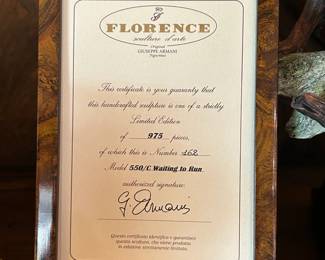 FLORENCE
sculture d'arte
Original
GIUSEPPE ARMANI
Figurines
This certificate is your guaranty that
this handcrafted sculpture is one of a strictly
Limited Edition
of 975 pieces,
of which this is Number 468
Model 550/C Waiting to Run
authorized signature:
G. Armani
Questo certificato identifica e garantisce
questa scultura, che viene prodotta
in edizione strettamente limitata.